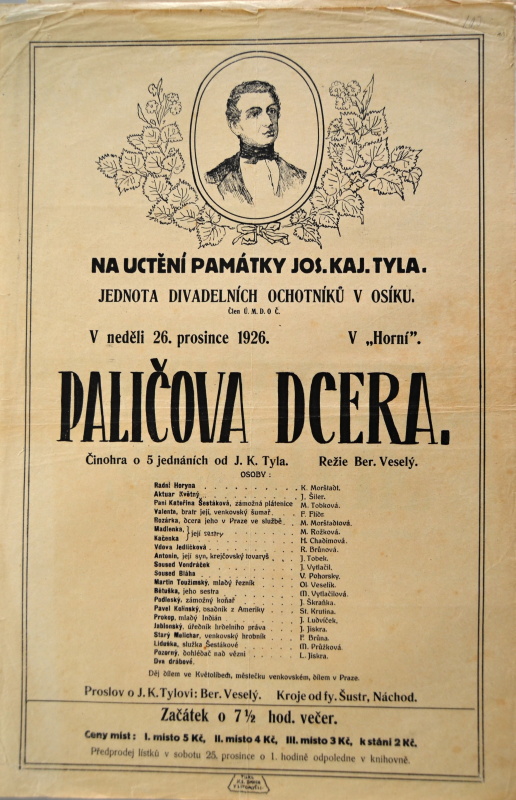 NA UCTĚNÍ PAMÁTKY JOS. KAJ. TYLA.
JEDNOTA DIVADELNÍCH OCHOTNÍKŮ V OSÍKU.
Člen Ú. M. D. O Č.
V neděli 26. prosince 1926. V „Horní”.
PALIČOVA DCERA.
Činohra o 5 jednáních od J. K. Tyla. Režie Ber. Veselý.
OSOBY:
Radní Heryna . . . K. Morštadt.
Aktuar Květný . . . J. Šiler.
Paní Kateřina Šestáková, zámožná plátenice M. Tobková.
Valenta, bratr její, venkovský šumař . . F. Flídr.
Rozárka, dcera jeho v Praze ve službě . . M. Morštadtová.
Madlenka, } její sestry . . . M. Rožková.
Kačenka . . . H. Chadimová.
Vdova Jedličková . . . R. Brůnová.
Antonín, její syn, krejčovský tovaryš . . J. Tobek.
Soused Vondráček . . . J. Vytlačil.
Soused Bláha . . . V. Pohorský.
Martin Toužimský, mladý řezník . . Ol. Veselík.
Bětuška, jeho sestra . . . M. Vytlačilová.
Podleský, zámožný koňař . . . J. Škraňka.
Pavel Kolínský, osadník z Ameriky . . St. Krutina.
Prokop, mladý Indián . . . J. Ludvíček.
Jablonský, úředník hrdelního práva . . J. Jiskra.
Starý Melichar, venkovský hrobník . . F. Brůna.
Liduška, služka Šestákové . . . M. Průžková.
Pozorný, dohlížeč nad vězni . . . L. Jiskra.
Dva drábové.
Děj dílem ve Květolibech, městečku venkovském, dílem v Praze.
Proslov o J. K. Tylovi: Ber. Veselý. Kroje od fy. Šustr, Náchod.
Začátek o 7½ hod. večer.
Ceny míst: I. místo 5 Kč, II. místo 4 Kč, III. místo 3 Kč, k stání 2 Kč.
Předprodej lístků v sobotu 25. prosince o 1. hodině odpoledne v knihovně.